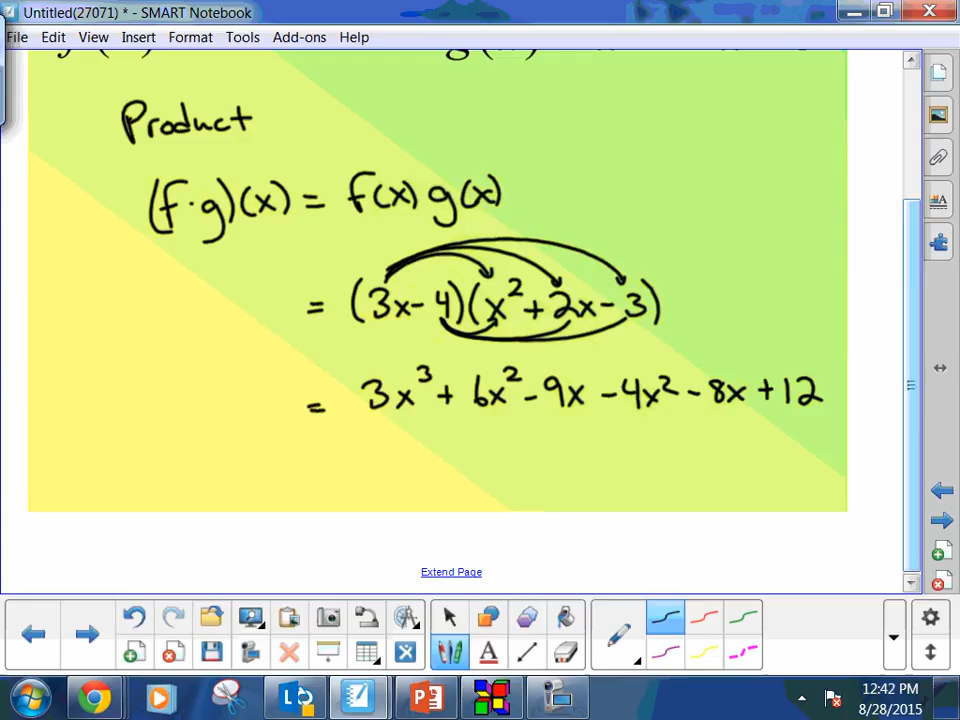 Untitled(27071) * - SMART Notebook
File Edit View Insert Format Tools Add-ons Help
Product
(f·g)(x) = f(x) g(x)
= (3x - 4)(x² + 2x - 3)
= 3x³ + 6x² - 9x - 4x² - 8x + 12
Extend Page
12:42 PM
8/28/2015